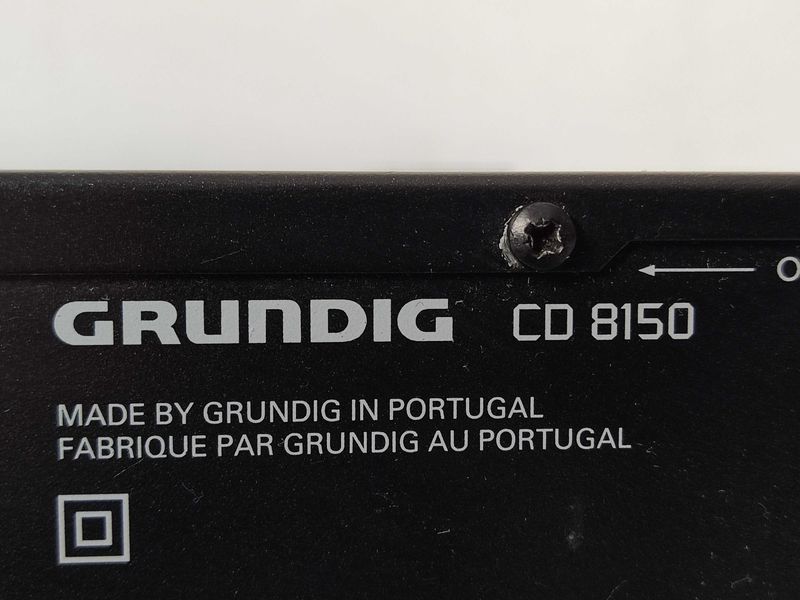 O
GRUNDIG CD 8150
MADE BY GRUNDIG IN PORTUGAL
FABRIQUE PAR GRUNDIG AU PORTUGAL